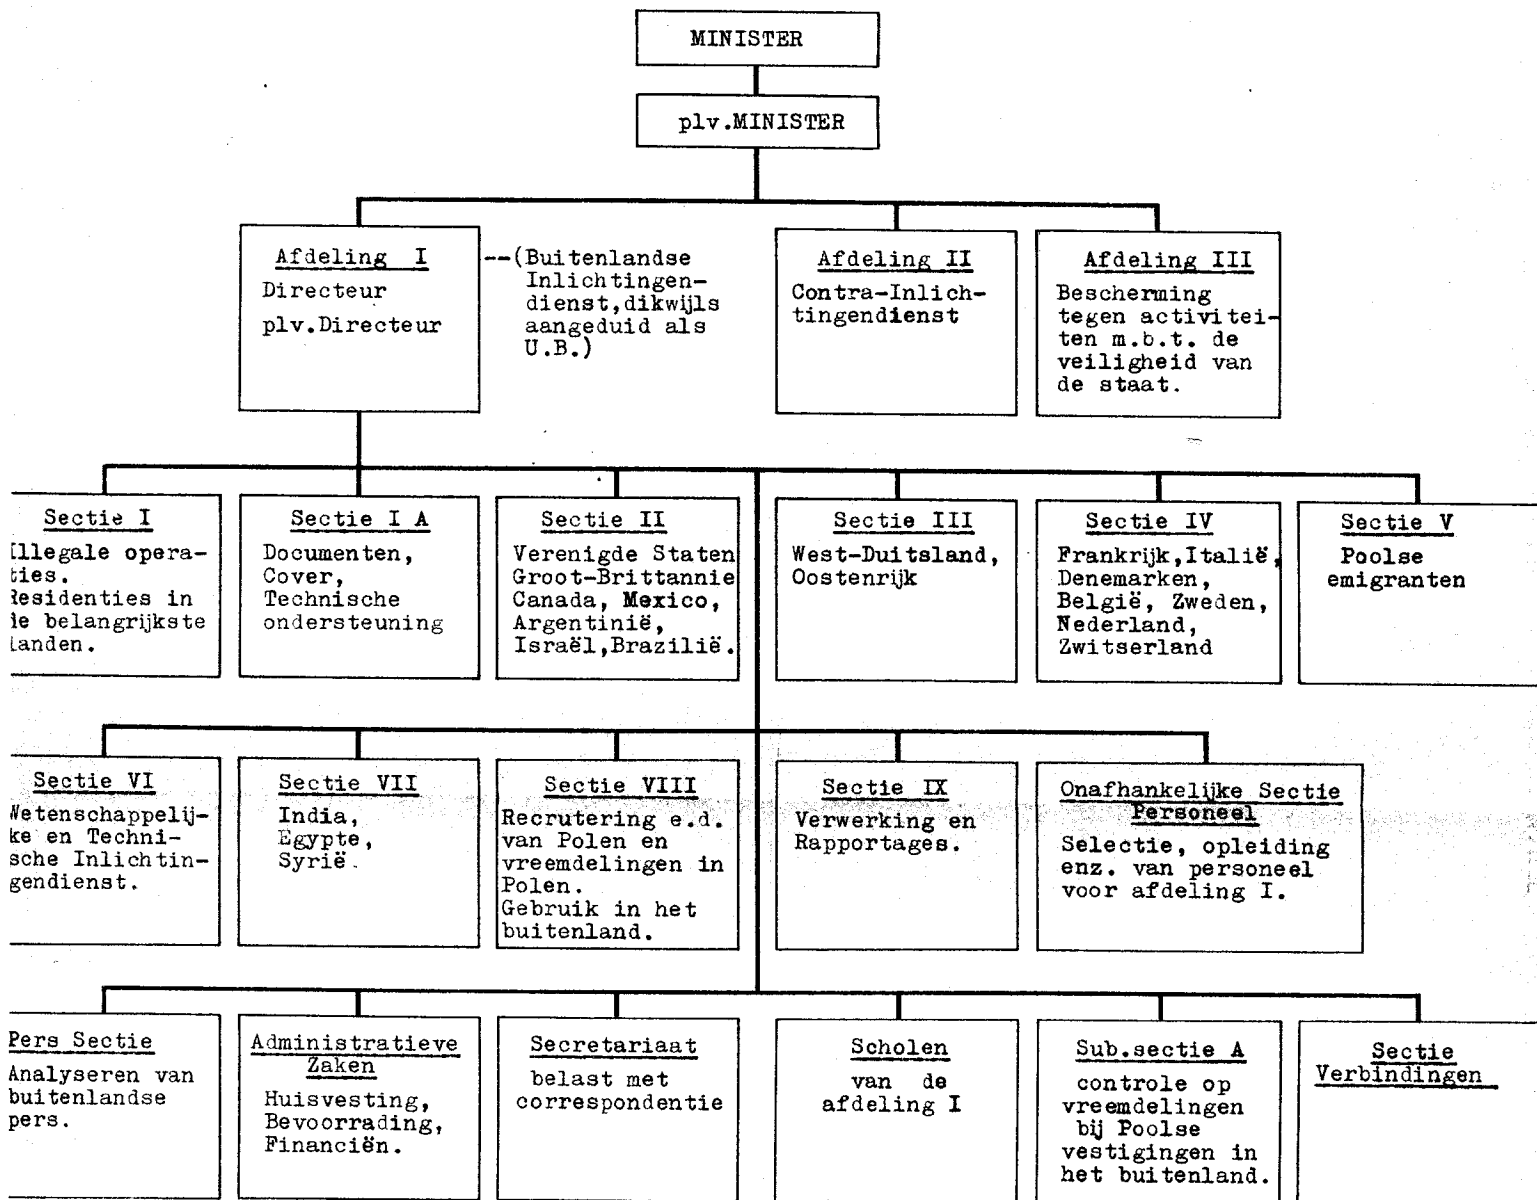 MINISTER
plv.MINISTER
Afdeling I
Directeur
plv.Directeur
--(Buitenlandse
Inlichtingen-
dienst,dikwijls
aangeduid als
U.B.)
Afdeling II
Contra-Inlich-
tingendienst
Afdeling III
Bescherming
tegen activitei-
ten m.b.t. de
veiligheid van
de staat.
Sectie I
Illegale opera-
ties.
Residenties in
de belangrijkste
landen.
Sectie I A
Documenten,
Cover,
Technische
ondersteuning
Sectie II
Verenigde Staten
Groot-Brittannie
Canada, Mexico,
Argentinië,
Israël,Brazilië.
Sectie III
West-Duitsland,
Oostenrijk
Sectie IV
Frankrijk,Italië,
Denemarken,
België, Zweden,
Nederland,
Zwitserland
Sectie V
Poolse
emigranten
Sectie VI
Wetenschappelij-
ke en Techni-
sche Inlichtin-
gendienst.
Sectie VII
India,
Egypte,
Syrië.
Sectie VIII
Recrutering e.d.
van Polen en
vreemdelingen in
Polen.
Gebruik in het
buitenland.
Sectie IX
Verwerking en
Rapportages.
Onafhankelijke Sectie
Personeel
Selectie, opleiding
enz. van personeel
voor afdeling I.
Pers Sectie
Analyseren van
buitenlandse
pers.
Administratieve
Zaken
Huisvesting,
Bevoorrading,
Financiën.
Secretariaat
belast met
correspondentie
Scholen
van de
afdeling I
Sub.sectie A
controle op
vreemdelingen
bij Poolse
vestigingen in
het buitenland.
Sectie
Verbindingen